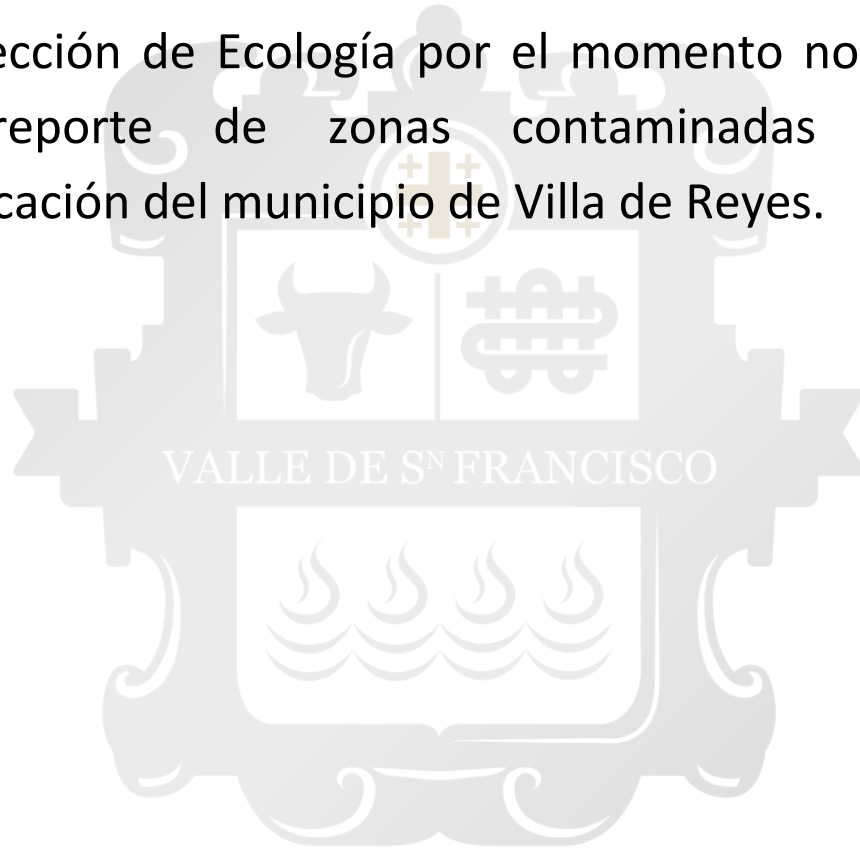 ección de Ecología por el momento no
reporte de zonas contaminadas
cación del municipio de Villa de Reyes.
VALLE DE Sᴺ FRANCISCO